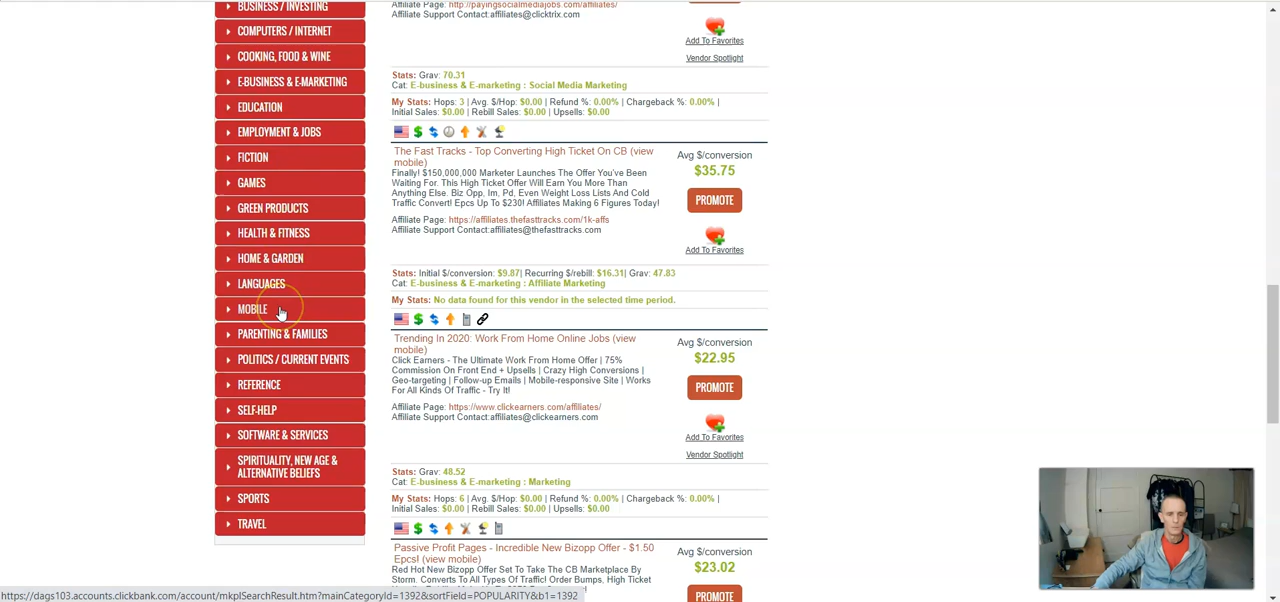 BUSINESS / INVESTING
COMPUTERS / INTERNET
COOKING, FOOD & WINE
E-BUSINESS & E-MARKETING
EDUCATION
EMPLOYMENT & JOBS
FICTION
GAMES
GREEN PRODUCTS
HEALTH & FITNESS
HOME & GARDEN
LANGUAGES
MOBILE
PARENTING & FAMILIES
POLITICS / CURRENT EVENTS
REFERENCE
SELF-HELP
SOFTWARE & SERVICES
SPIRITUALITY, NEW AGE &
ALTERNATIVE BELIEFS
SPORTS
TRAVEL
Affiliate Page: http://payingsocialmediajobs.com/affiliates/
Affiliate Support Contact:affiliates@clicktrix.com
Add To Favorites
Vendor Spotlight
Stats: Grav: 70.31
Cat: E-business & E-marketing : Social Media Marketing
My Stats: Hops: 3 | Avg. $/Hop: $0.00 | Refund %: 0.00% | Chargeback %: 0.00% |
Initial Sales: $0.00 | Rebill Sales: $0.00 | Upsells: $0.00
The Fast Tracks - Top Converting High Ticket On CB (view
mobile)
Finally! $150,000,000 Marketer Launches The Offer You've Been
Waiting For. This High Ticket Offer Will Earn You More Than
Anything Else. Biz Opp, Im, Pd, Even Weight Loss Lists And Cold
Traffic Convert! Epcs Up To $230! Affiliates Making 6 Figures Today!
Affiliate Page: https://affiliates.thefasttracks.com/1k-affs
Affiliate Support Contact:affiliates@thefasttracks.com
Avg $/conversion
$35.75
PROMOTE
Add To Favorites
Stats: Initial $/conversion: $9.87| Recurring $/rebill: $16.31| Grav: 47.83
Cat: E-business & E-marketing : Affiliate Marketing
My Stats: No data found for this vendor in the selected time period.
Trending In 2020: Work From Home Online Jobs (view
mobile)
Click Earners - The Ultimate Work From Home Offer | 75%
Commission On Front End + Upsells | Crazy High Conversions |
Geo-targeting | Follow-up Emails | Mobile-responsive Site | Works
For All Kinds Of Traffic - Try It!
Affiliate Page: https://www.clickearners.com/affiliates/
Affiliate Support Contact:affiliates@clickearners.com
Avg $/conversion
$22.95
PROMOTE
Add To Favorites
Vendor Spotlight
Stats: Grav: 48.52
Cat: E-business & E-marketing : Marketing
My Stats: Hops: 6 | Avg. $/Hop: $0.00 | Refund %: 0.00% | Chargeback %: 0.00% |
Initial Sales: $0.00 | Rebill Sales: $0.00 | Upsells: $0.00
Passive Profit Pages - Incredible New Bizopp Offer - $1.50
Epcs! (view mobile)
Red Hot New Bizopp Offer Set To Take The CB Marketplace By
Storm. Converts To All Types Of Traffic! Order Bumps, High Ticket
Avg $/conversion
$23.02
PROMOTE
https://dags103.accounts.clickbank.com/account/mkplSearchResult.htm?mainCategoryId=1392&sortField=POPULARITY&b1=1392